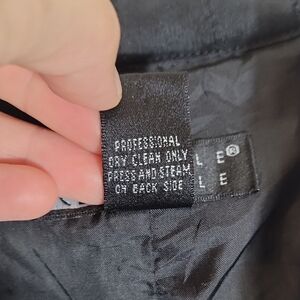 PROFESSIONAL
DRY CLEAN ONLY
PRESS AND STEAM
ON BACK SIDE
L E®
L E